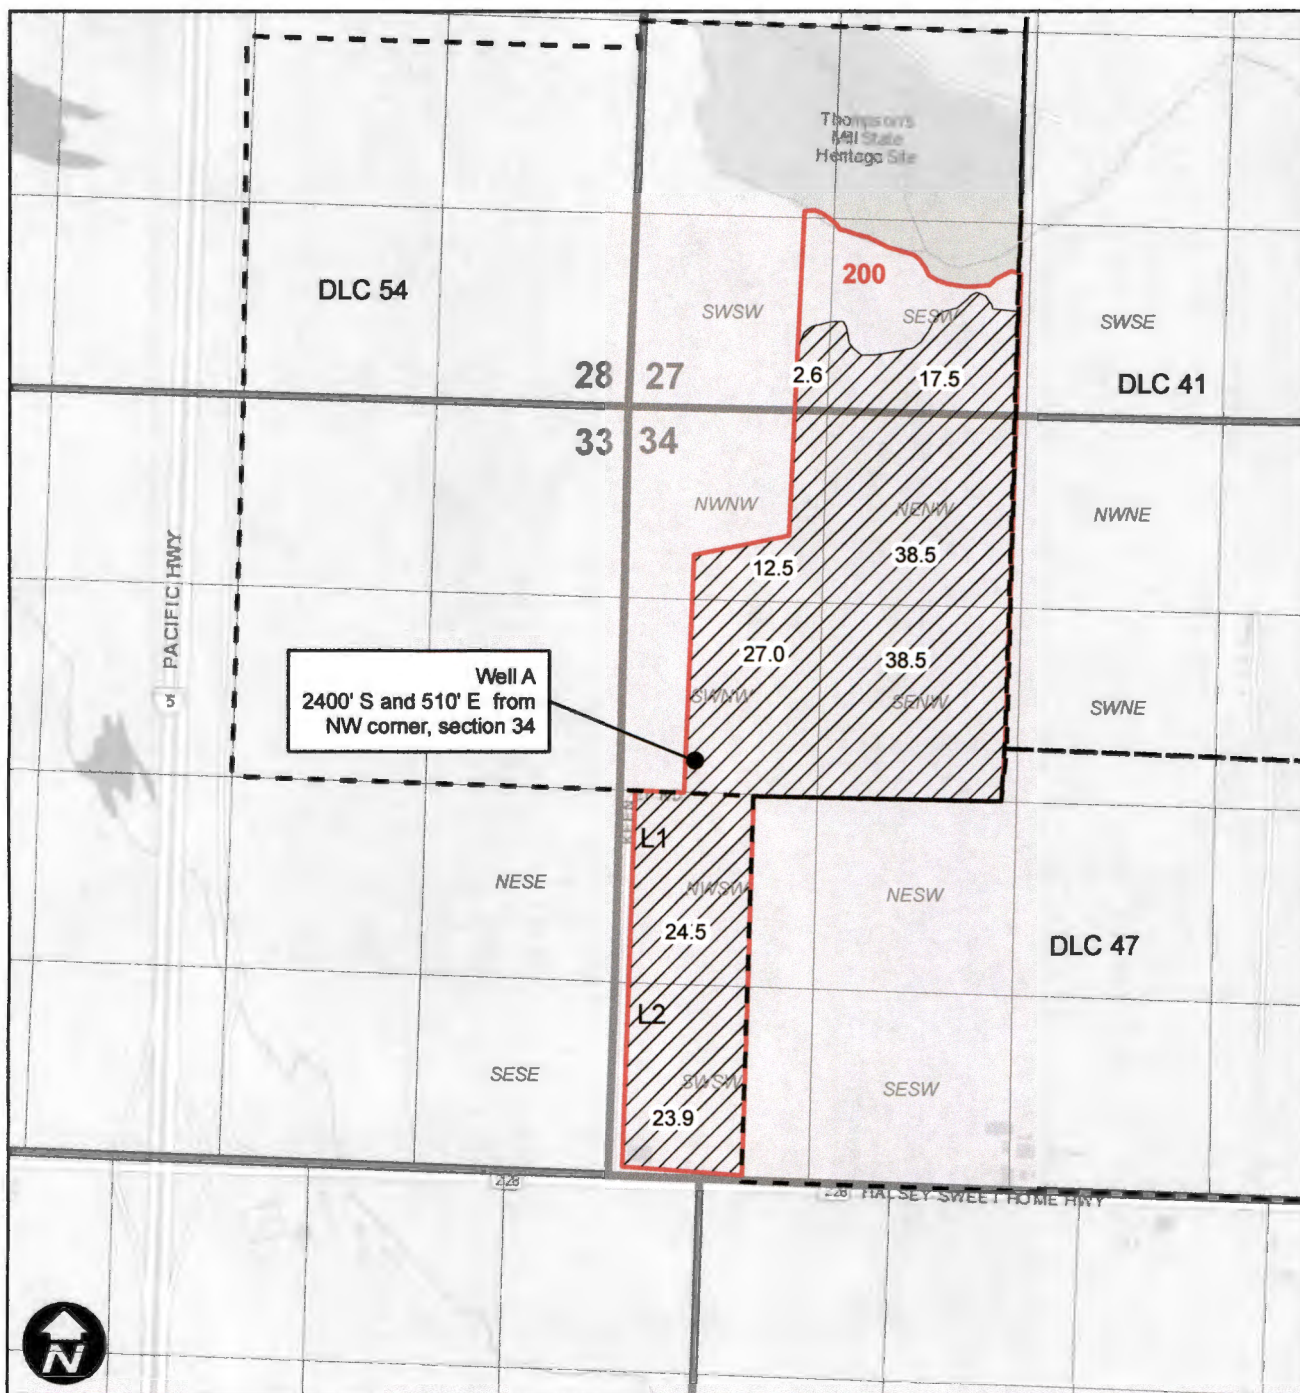 Thompson's
Mill State
Heritage Site
200
DLC 54
SWSW
SESW
SWSE
28 27
2.6
17.5
DLC 41
33 34
NWNW
NENW
NWNE
PACIFIC HWY
12.5
38.5
27.0
38.5
Well A
2400' S and 510' E from
NW corner, section 34
SWNW
SENW
SWNE
5
L1
NESE
NWSW
NESW
24.5
DLC 47
L2
SESE
SWSW
SESW
23.9
228
228 HALSEY SWEET HOME HWY
N